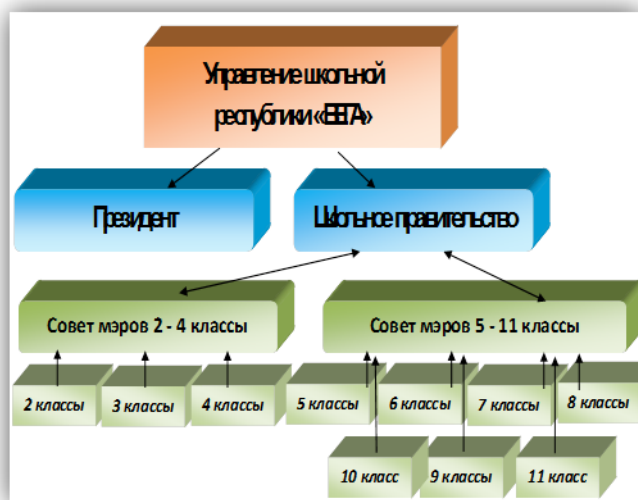 Управление школьной
республики «ВЕГА»
Президент
Школьное правительство
Совет мэров 2 - 4 классы
Совет мэров 5 - 11 классы
2 классы
3 классы
4 классы
5 классы
6 классы
7 классы
8 классы
10 класс
9 классы
11 класс